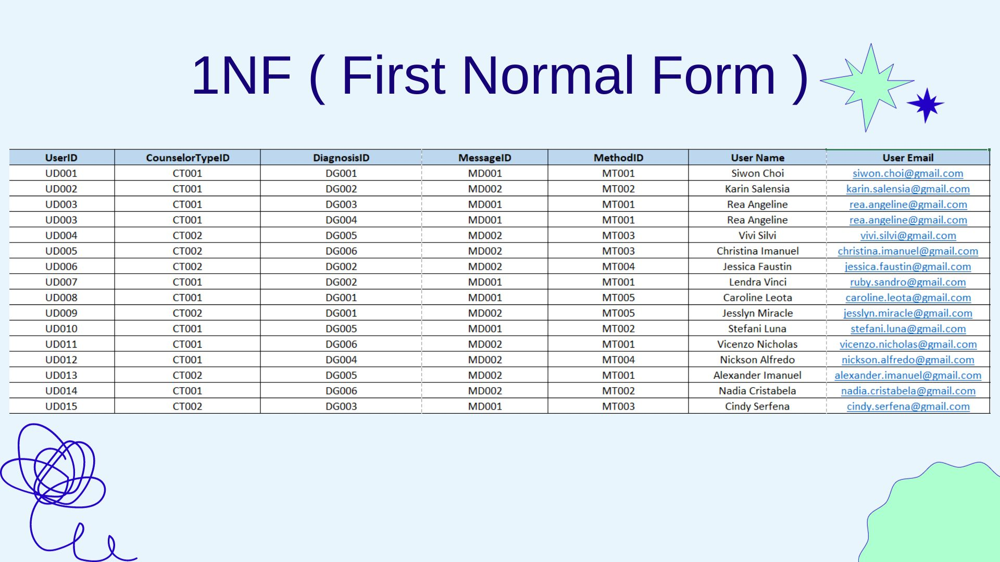 1NF ( First Normal Form )
UserID CounselorTypeID DiagnosisID MessageID MethodID User Name User Email
UD001 CT001 DG001 MD001 MT001 Siwon Choi siwon.choi@gmail.com
UD002 CT001 DG002 MD002 MT002 Karin Salensia karin.salensia@gmail.com
UD003 CT001 DG003 MD001 MT001 Rea Angeline rea.angeline@gmail.com
UD003 CT001 DG004 MD001 MT001 Rea Angeline rea.angeline@gmail.com
UD004 CT002 DG005 MD002 MT003 Vivi Silvi vivi.silvi@gmail.com
UD005 CT002 DG006 MD002 MT003 Christina Imanuel christina.imanuel@gmail.com
UD006 CT002 DG002 MD002 MT004 Jessica Faustin jessica.faustin@gmail.com
UD007 CT001 DG002 MD001 MT001 Lendra Vinci ruby.sandro@gmail.com
UD008 CT001 DG001 MD001 MT005 Caroline Leota caroline.leota@gmail.com
UD009 CT002 DG001 MD002 MT005 Jesslyn Miracle jesslyn.miracle@gmail.com
UD010 CT001 DG005 MD001 MT002 Stefani Luna stefani.luna@gmail.com
UD011 CT001 DG006 MD002 MT001 Vicenzo Nicholas vicenzo.nicholas@gmail.com
UD012 CT001 DG004 MD002 MT004 Nickson Alfredo nickson.alfredo@gmail.com
UD013 CT002 DG005 MD002 MT001 Alexander Imanuel alexander.imanuel@gmail.com
UD014 CT001 DG006 MD002 MT002 Nadia Cristabela nadia.cristabela@gmail.com
UD015 CT002 DG003 MD001 MT003 Cindy Serfena cindy.serfena@gmail.com